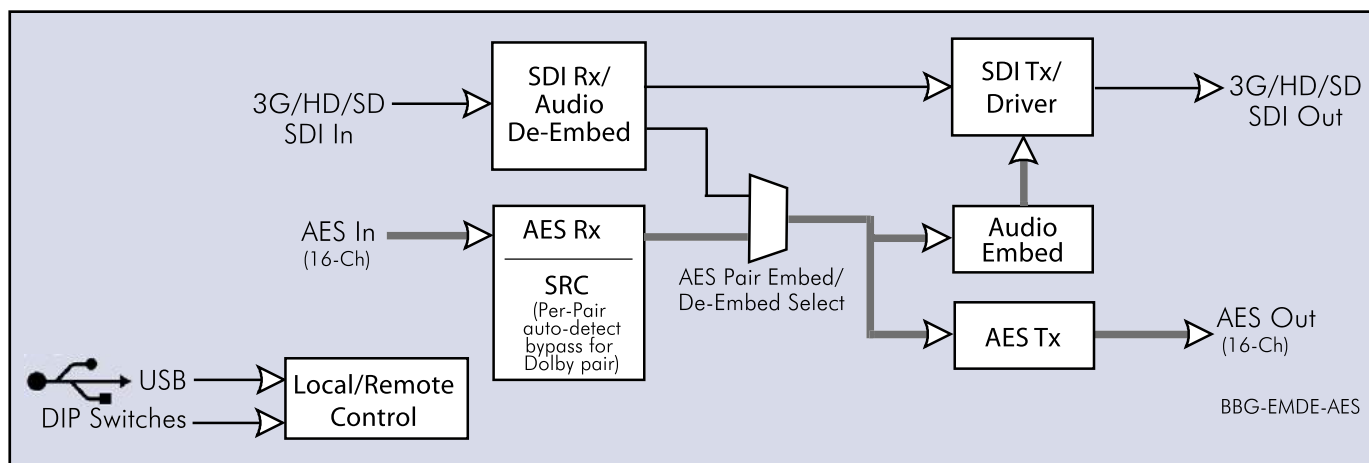 3G/HD/SD
SDI In
SDI Rx/
Audio
De-Embed
SDI Tx/
Driver
3G/HD/SD
SDI Out
AES In
(16-Ch)
AES Rx
SRC
(Per-Pair
auto-detect
bypass for
Dolby pair)
AES Pair Embed/
De-Embed Select
Audio
Embed
AES Tx
AES Out
(16-Ch)
USB
DIP Switches
Local/Remote
Control
BBG-EMDE-AES